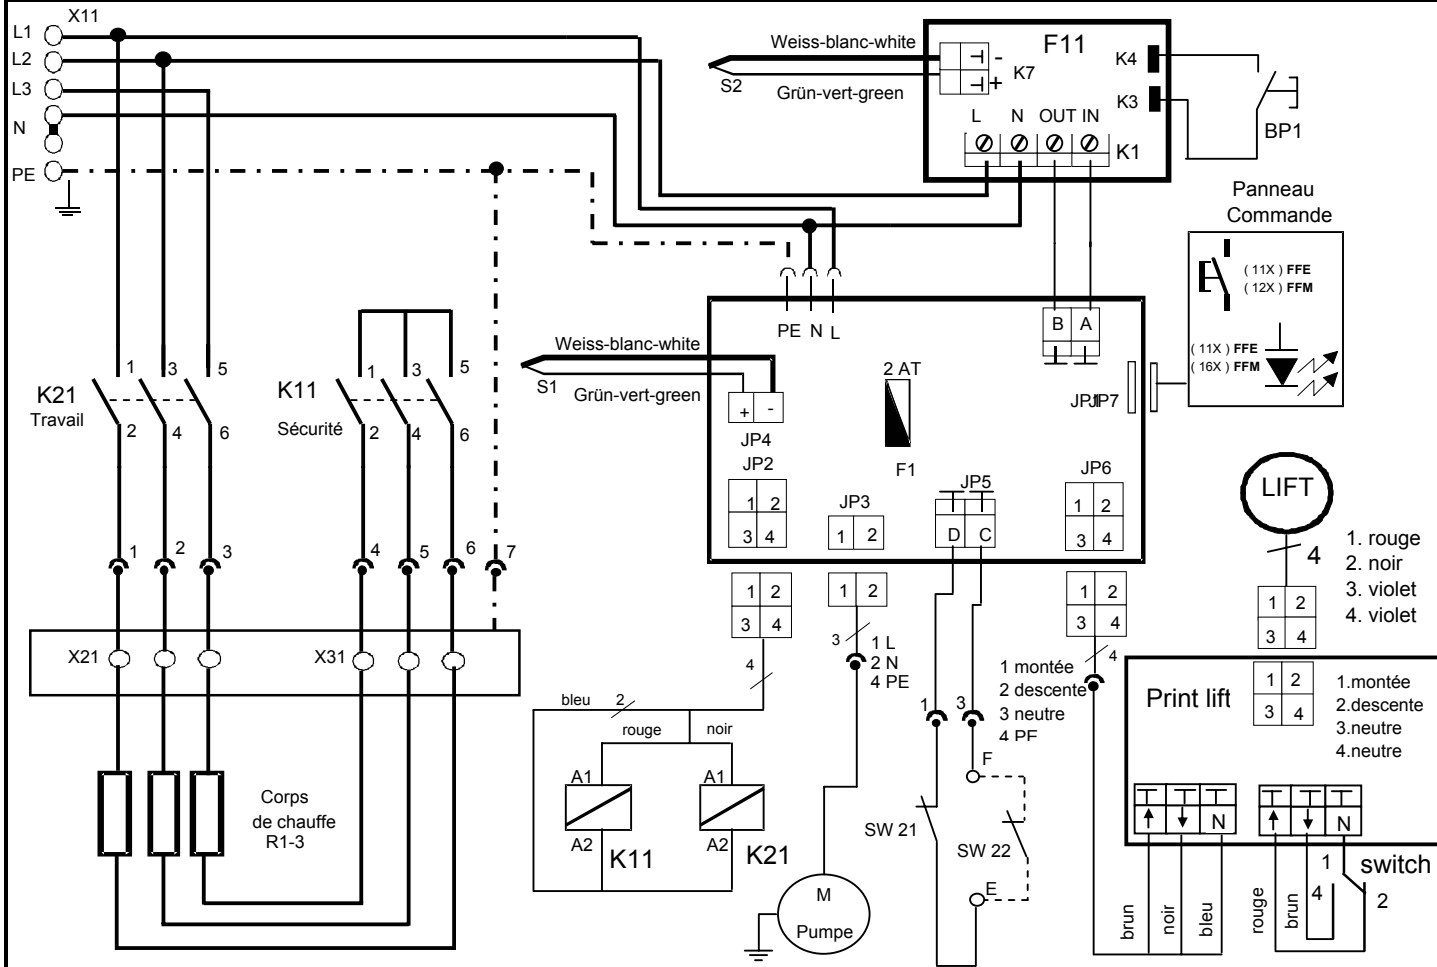 X11
L1
L2
L3
N
PE
Weiss-blanc-white
S2
Grün-vert-green
F11
-
+
K7
K4
K3
L N OUT IN
K1
BP1
Panneau
Commande
( 11X ) FFE
( 12X ) FFM
( 11X ) FFE
( 16X ) FFM
PE N L
B A
Weiss-blanc-white
S1
Grün-vert-green
+ -
JP4
2 AT
F1
JP7
JP2
1 2
3 4
JP3
1 2
JP5
D C
JP6
1 2
3 4
K21
Travail
1 3 5
2 4 6
K11
Sécurité
1 3 5
2 4 6
1 2 3
4 5 6 7
X21
X31
Corps
de chauffe
R1-3
1 2
3 4
4
bleu 2
rouge noir
A1
A2
K11
A1
A2
K21
1 2
3
1 L
2 N
4 PE
M
Pumpe
1 3
1 montée
2 descente
3 neutre
4 PE
F
SW 21
SW 22
E
1 2
3 4
4
LIFT
4
1. rouge
2. noir
3. violet
4. violet
1 2
3 4
Print lift
1 2
3 4
1.montée
2.descente
3.neutre
4.neutre
N
N
brun
noir
bleu
rouge
brun
1
4
2
switch